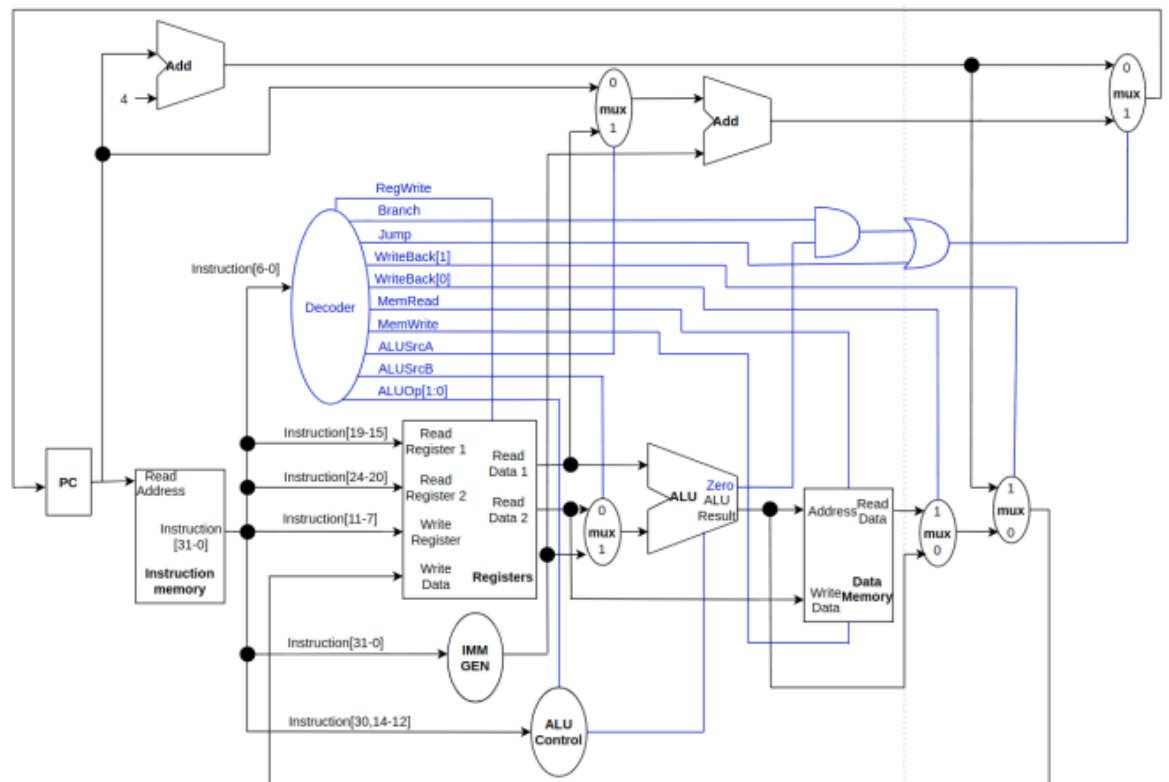 Add
4
0
mux
1
Add
0
mux
1
RegWrite
Branch
Jump
WriteBack[1]
WriteBack[0]
MemRead
MemWrite
ALUSrcA
ALUSrcB
ALUOp[1:0]
Instruction[6-0]
Decoder
PC
Read
Address
Instruction
[31-0]
Instruction
memory
Instruction[19-15]
Instruction[24-20]
Instruction[11-7]
Read
Register 1
Read
Register 2
Write
Register
Write
Data
Read
Data 1
Read
Data 2
Registers
0
mux
1
ALU
Zero
ALU
Result
Address
Read
Data
Write
Data
Data
Memory
1
mux
0
1
mux
0
Instruction[31-0]
IMM
GEN
Instruction[30,14-12]
ALU
Control